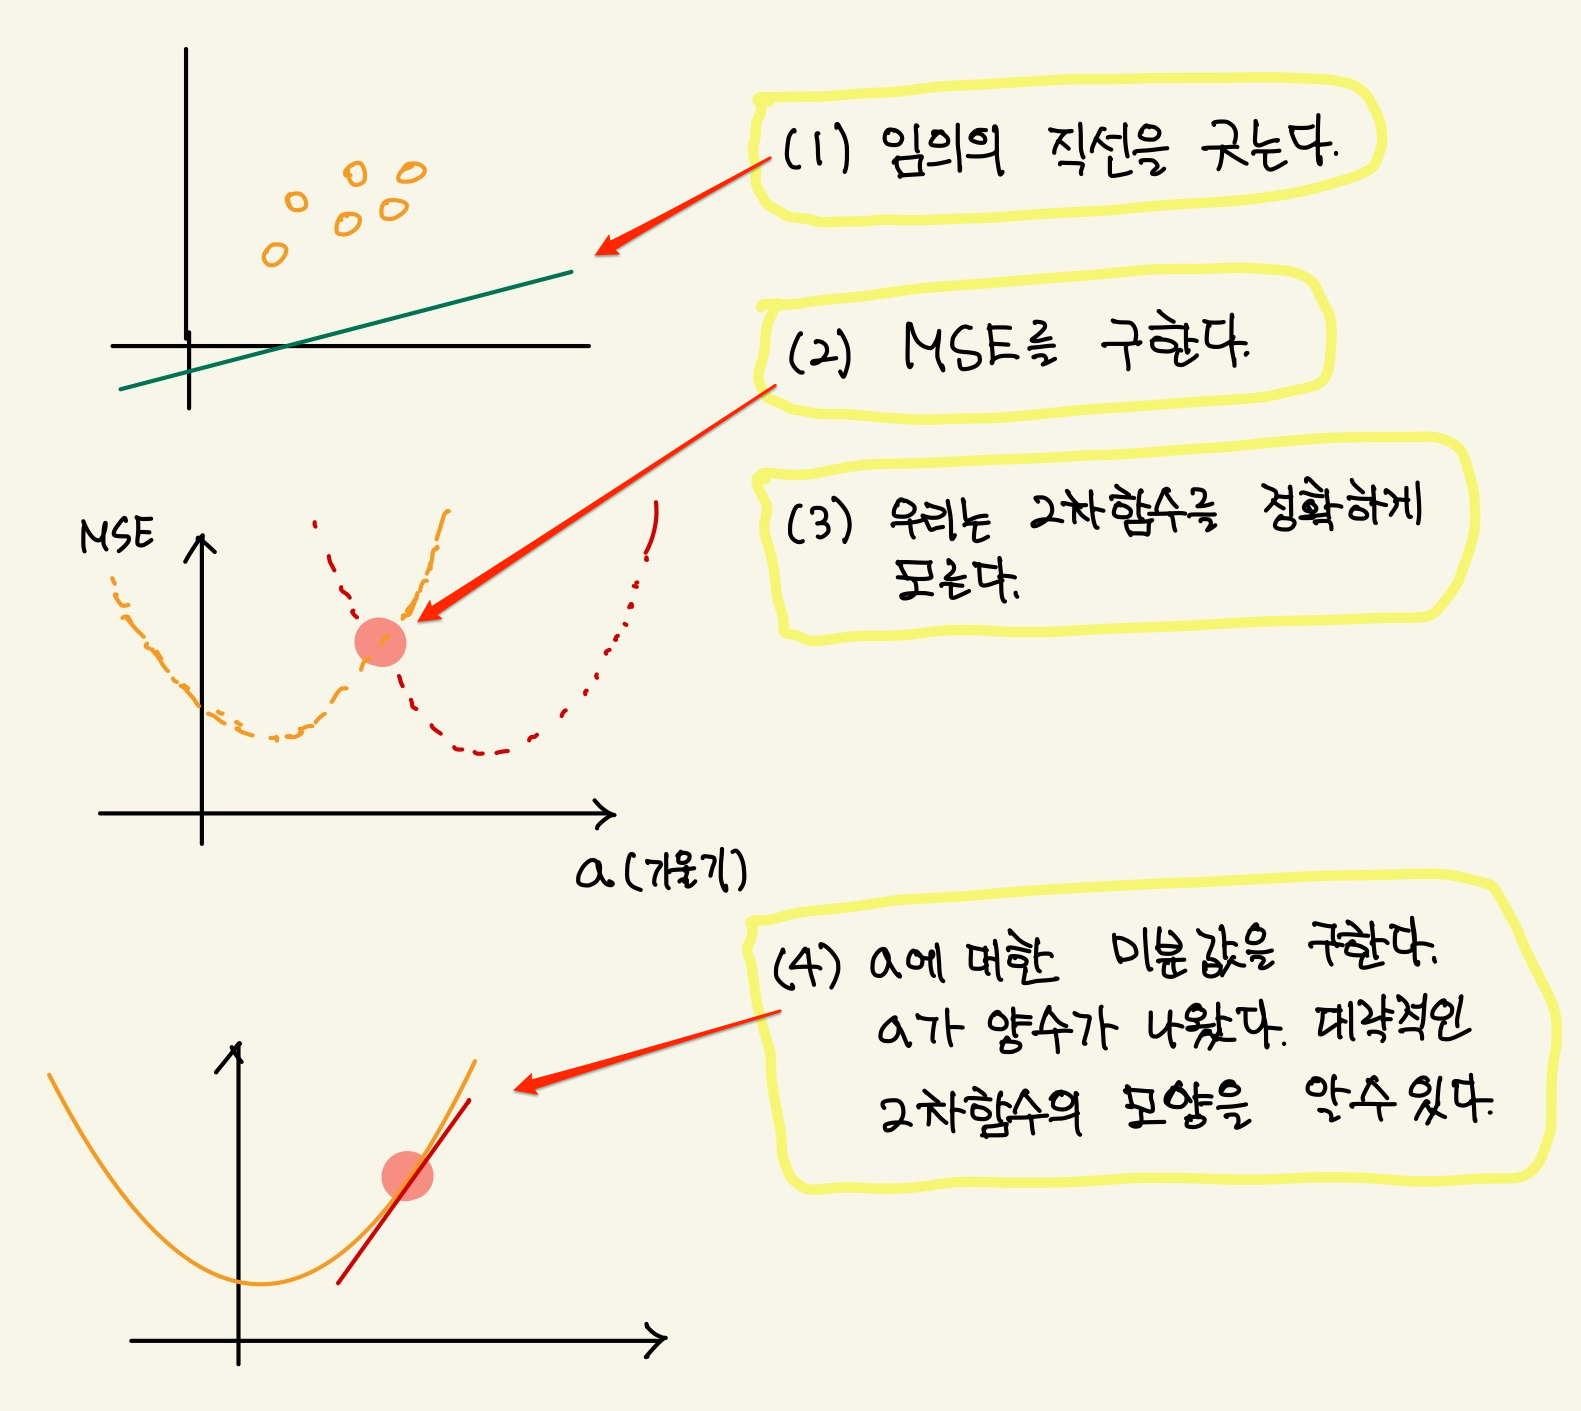 (1) 임의의 직선을 긋는다.
(2) MSE를 구한다.
(3) 우리는 2차함수를 정확하게
모른다.
MSE
a (기울기)
(4) a에 대한 미분값을 구한다.
a가 양수가 나왔다. 대략적인
2차함수의 모양을 알수있다.